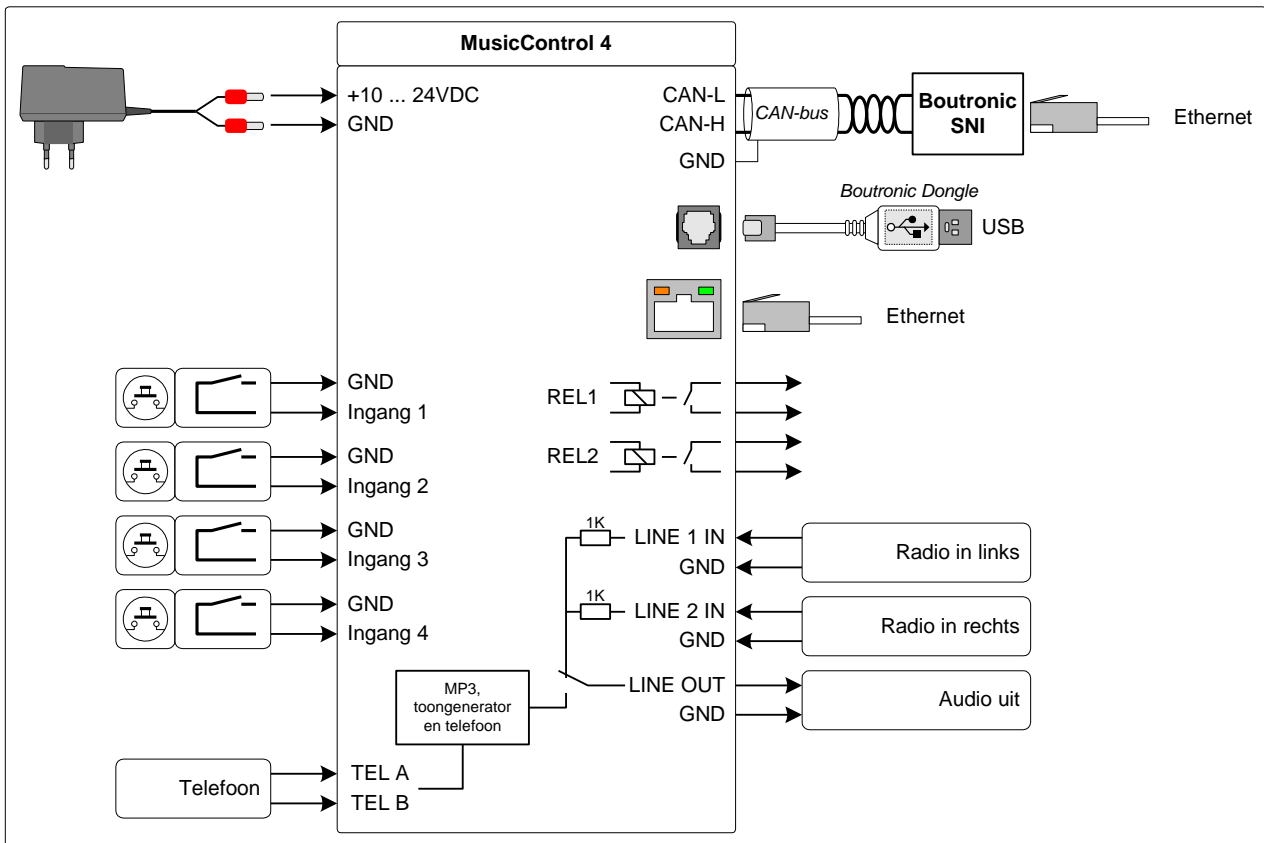 MusicControl 4
+10 ... 24VDC
GND
CAN-L
CAN-H
GND
CAN-bus
Boutronic
SNI
Ethernet
Boutronic Dongle
USB
Ethernet
GND
Ingang 1
GND
Ingang 2
GND
Ingang 3
GND
Ingang 4
REL1
REL2
1K
LINE 1 IN
GND
Radio in links
1K
LINE 2 IN
GND
Radio in rechts
LINE OUT
GND
Audio uit
MP3,
toongenerator
en telefoon
Telefoon
TEL A
TEL B